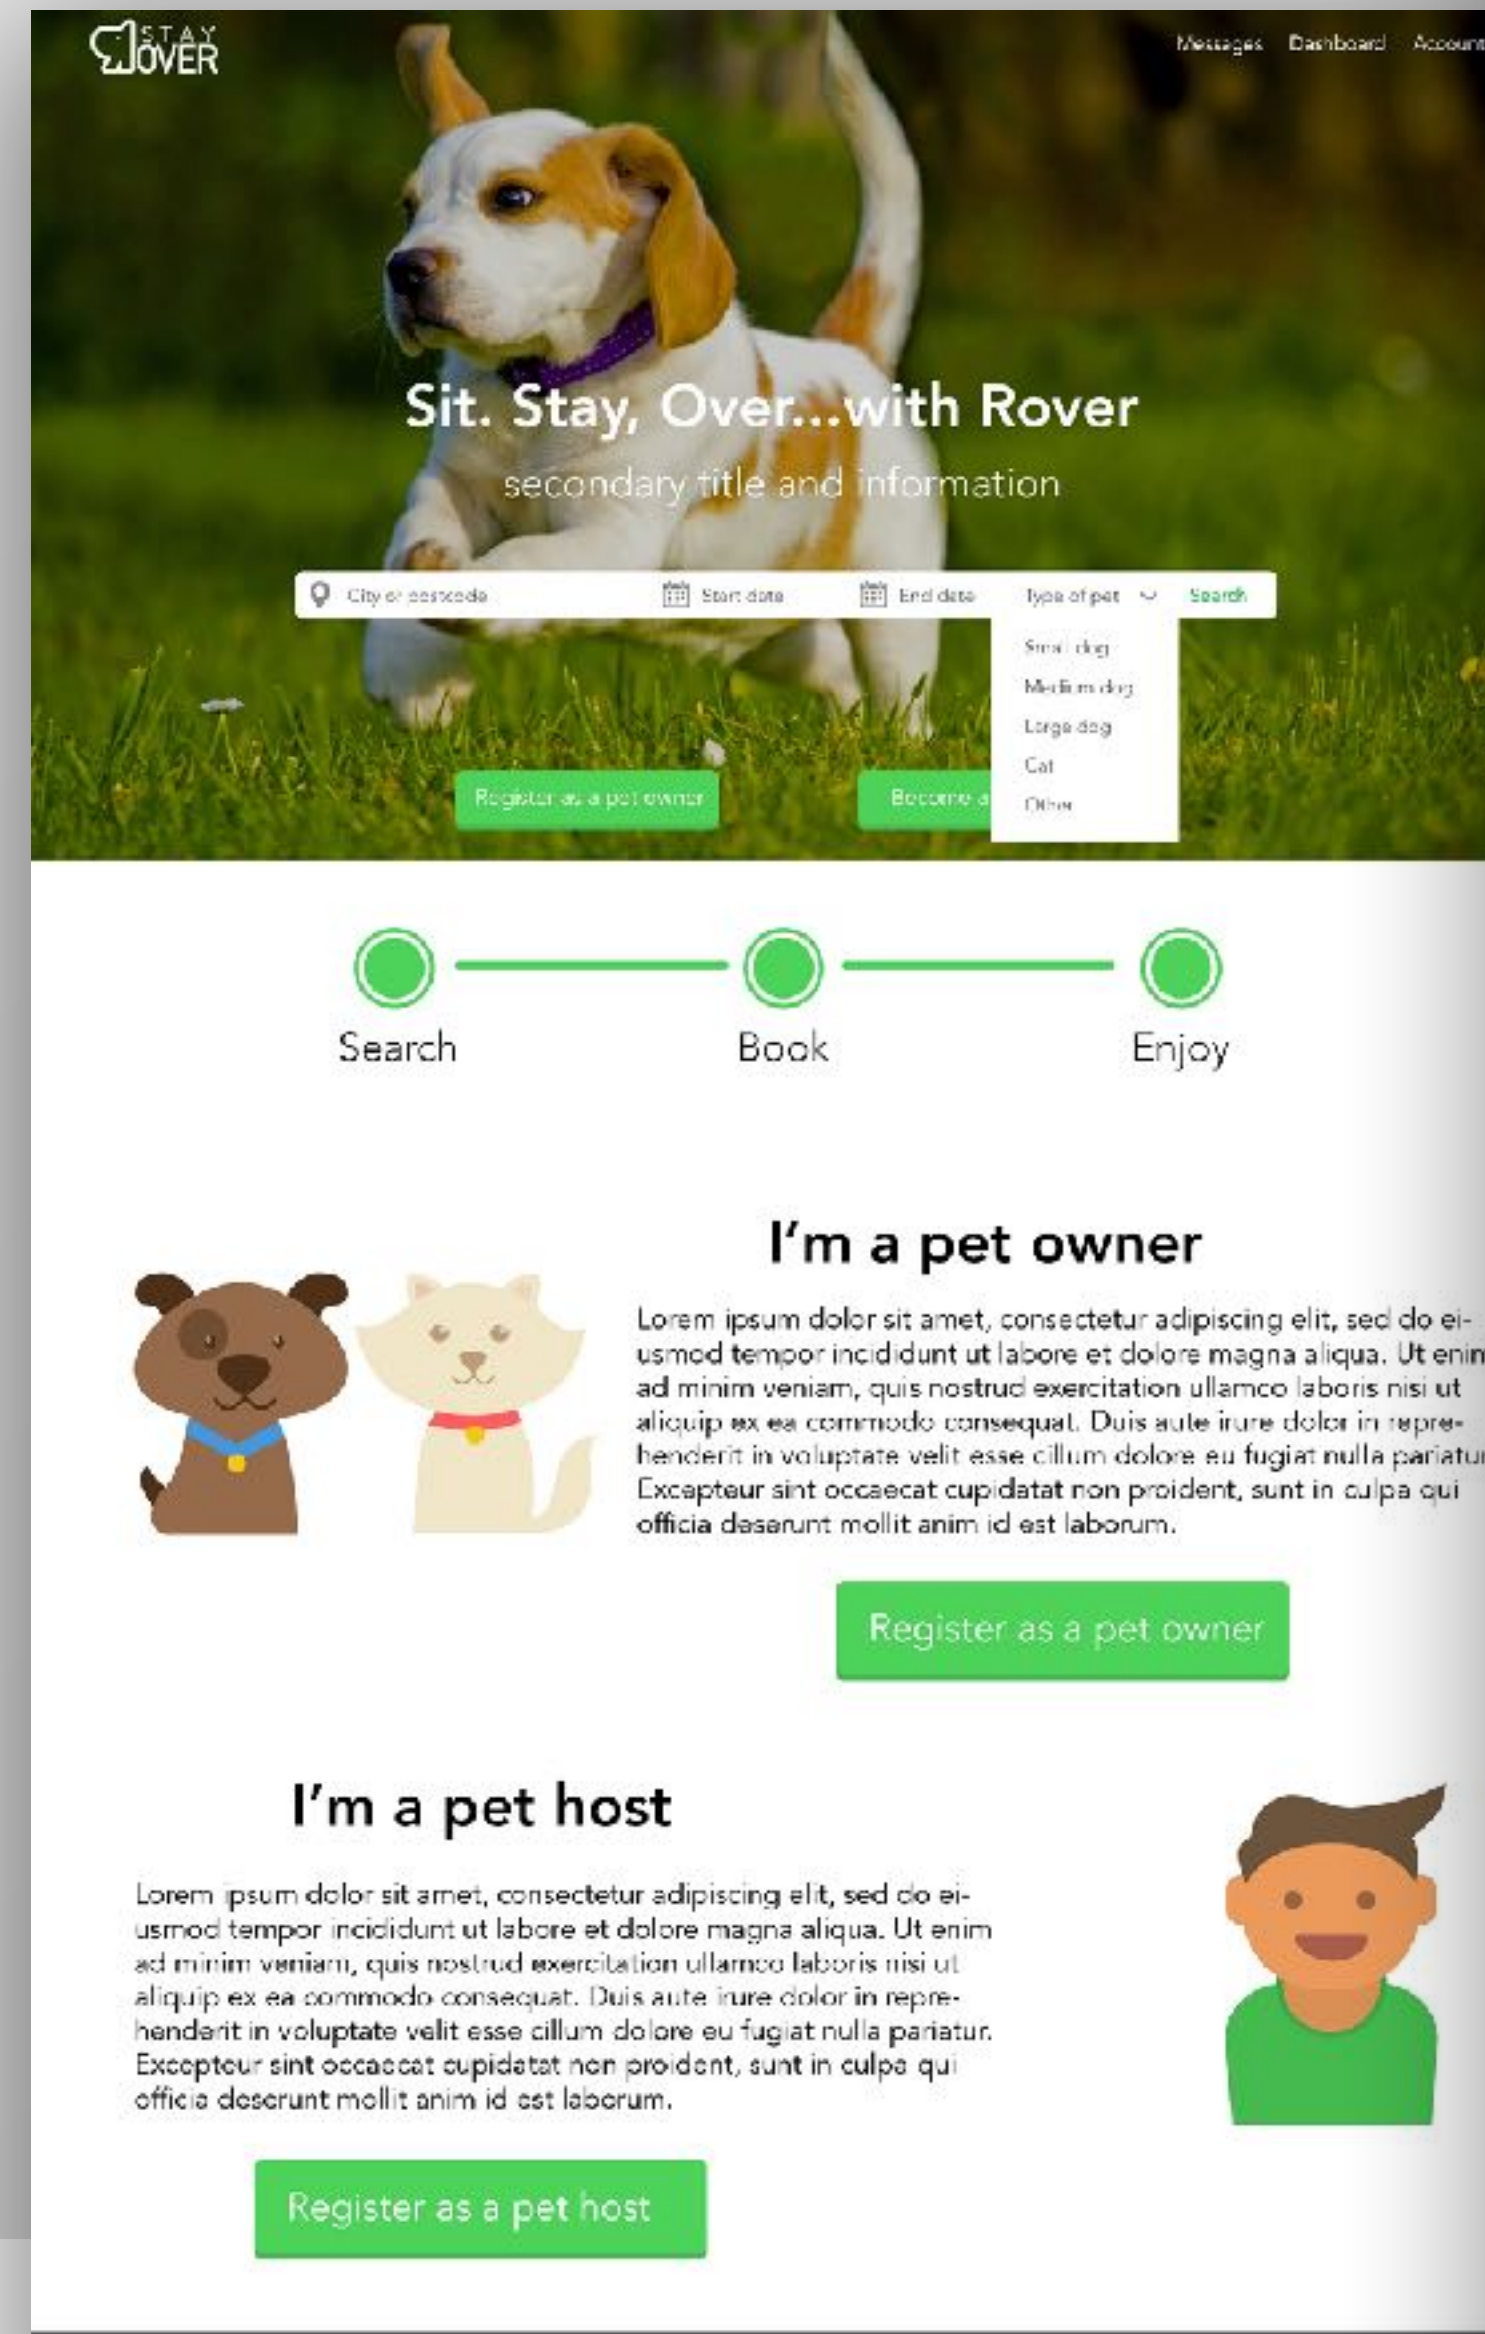 STAY
OVER
Messages Dashboard Account
Sit. Stay, Over...with Rover
secondary title and information
City or postcode Start date End date Type of pet Search
Small dog
Medium dog
Large dog
Cat
Other
Register as a pet owner Become a
Search Book Enjoy
I'm a pet owner
Lorem ipsum dolor sit amet, consectetur adipiscing elit, sed do ei-
usmod tempor incididunt ut labore et dolore magna aliqua. Ut enim
ad minim veniam, quis nostrud exercitation ullamco laboris nisi ut
aliquip ex ea commodo consequat. Duis aute irure dolor in repre-
henderit in voluptate velit esse cillum dolore eu fugiat nulla pariatur
Excepteur sint occaecat cupidatat non proident, sunt in culpa qui
officia deserunt mollit anim id est laborum.
Register as a pet owner
I'm a pet host
Lorem ipsum dolor sit amet, consectetur adipiscing elit, sed do ei-
usmod tempor incididunt ut labore et dolore magna aliqua. Ut enim
ad minim veniam, quis nostrud exercitation ullamco laboris nisi ut
aliquip ex ea commodo consequat. Duis aute irure dolor in repre-
henderit in voluptate velit esse cillum dolore eu fugiat nulla pariatur.
Excepteur sint occaecat cupidatat non proident, sunt in culpa qui
officia deserunt mollit anim id est laborum.
Register as a pet host